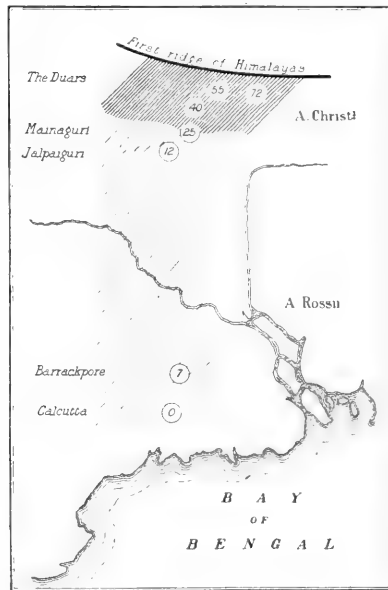 First ridge of Himalayas
The Duars
55 72
40
A. Christi
Mainaguri 25
Jalpaiguri 12
A Rossii
Barrackpore 7
Calcutta 0
BAY
OF
BENGAL